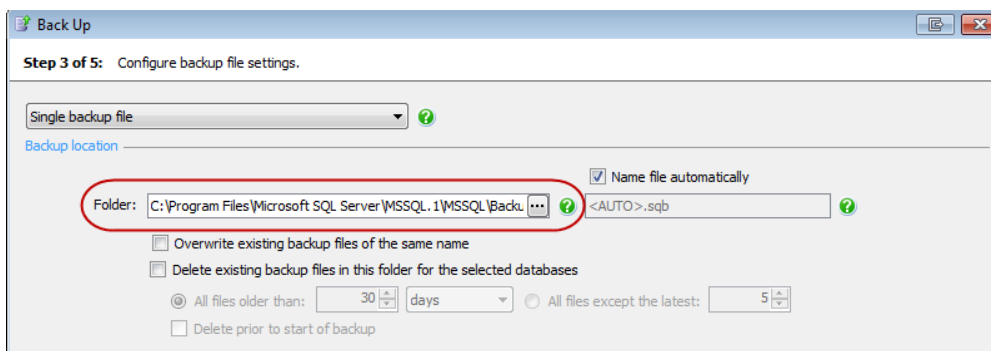 Back Up
Step 3 of 5: Configure backup file settings.
Single backup file
Backup location
Name file automatically
Folder: C:\Program Files\Microsoft SQL Server\MSSQL.1\MSSQL\Backu ... <AUTO>.sqb
Overwrite existing backup files of the same name
Delete existing backup files in this folder for the selected databases
All files older than: 30 days All files except the latest: 5
Delete prior to start of backup